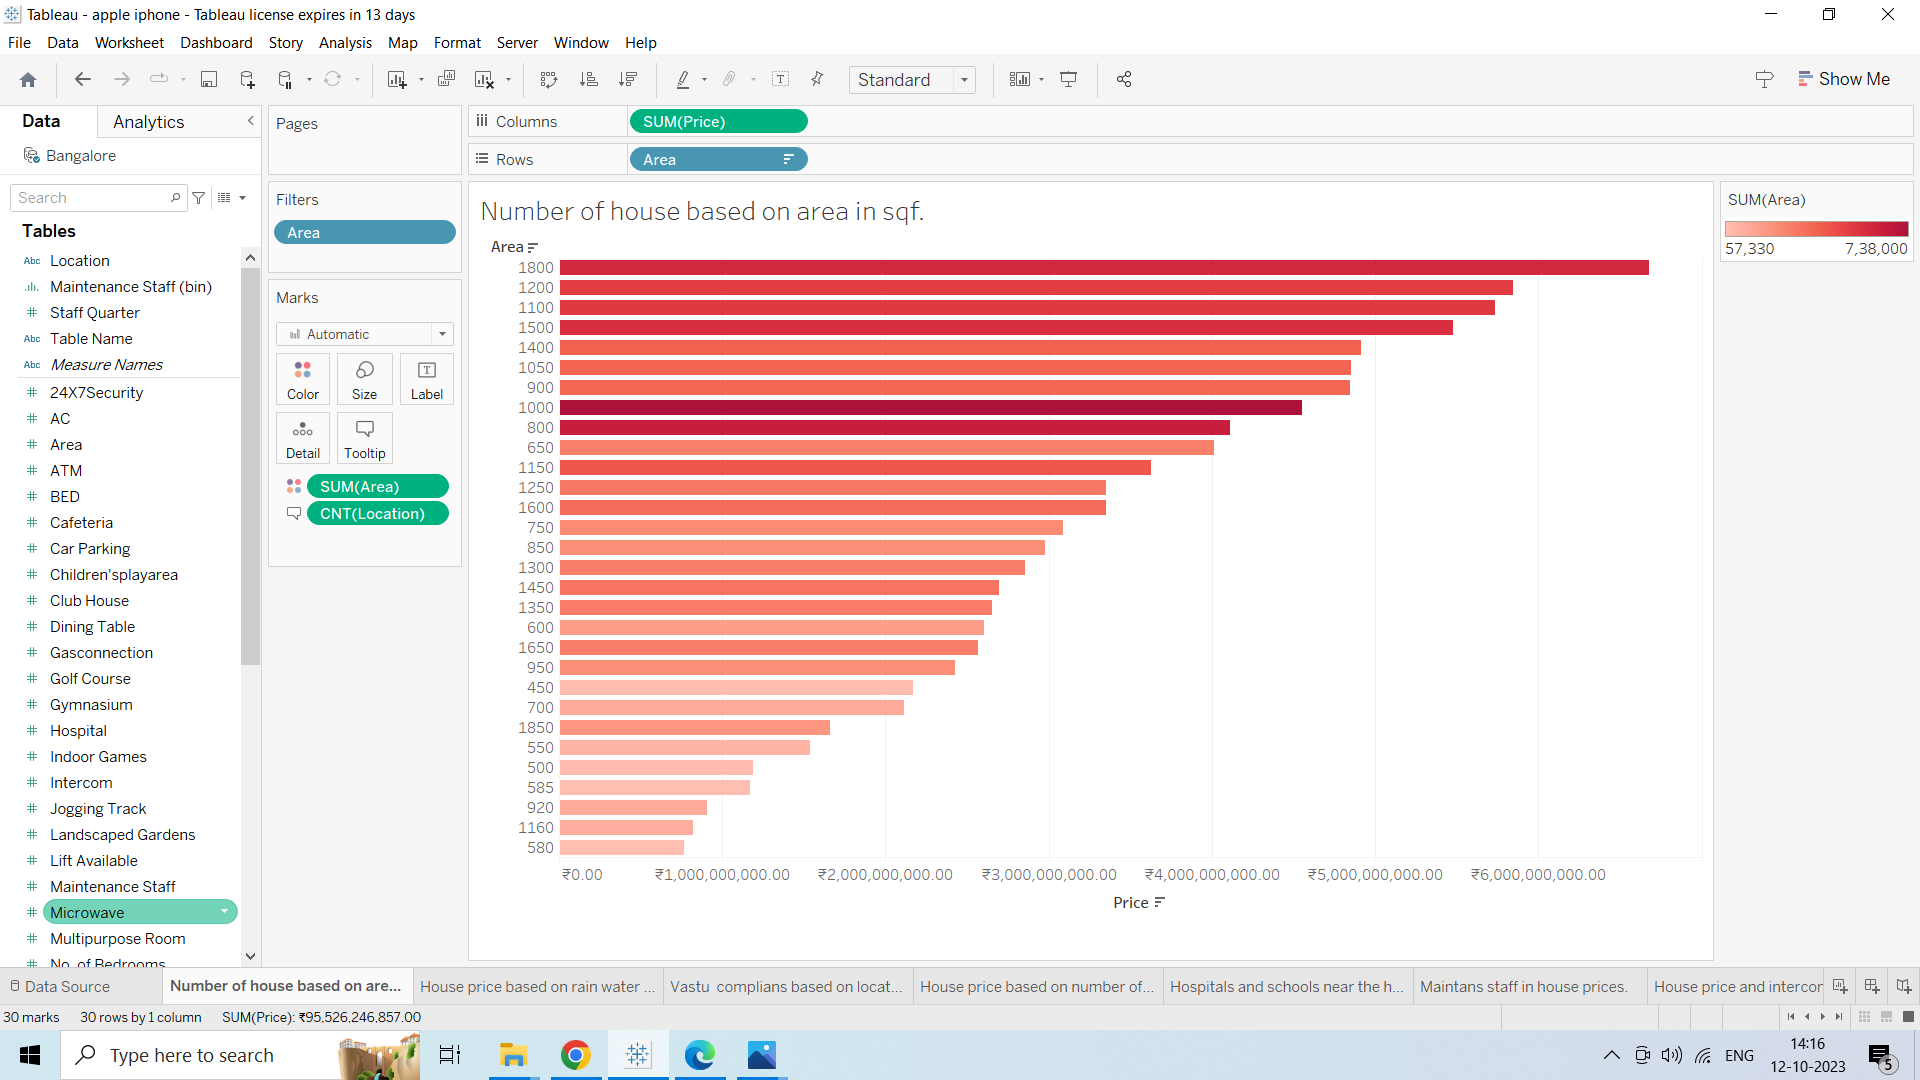 Tableau - apple iphone - Tableau license expires in 13 days
File Data Worksheet Dashboard Story Analysis Map Format Server Window Help
Standard
Show Me
Data Analytics
Bangalore
Search
Tables
Abc Location
Maintenance Staff (bin)
# Staff Quarter
Abc Table Name
Abc Measure Names
# 24X7Security
# AC
# Area
# ATM
# BED
# Cafeteria
# Car Parking
# Children'splayarea
# Club House
# Dining Table
# Gasconnection
# Golf Course
# Gymnasium
# Hospital
# Indoor Games
# Intercom
# Jogging Track
# Landscaped Gardens
# Lift Available
# Maintenance Staff
# Microwave
# Multipurpose Room
# No. of Bedrooms
Pages
Filters
Area
Marks
Automatic
Color Size Label
Detail Tooltip
SUM(Area)
CNT(Location)
Columns SUM(Price)
Rows Area
Number of house based on area in sqf.
Area
1800
1200
1100
1500
1400
1050
900
1000
800
650
1150
1250
1600
750
850
1300
1450
1350
600
1650
950
450
700
1850
550
500
585
920
1160
580
₹0.00 ₹1,000,000,000.00 ₹2,000,000,000.00 ₹3,000,000,000.00 ₹4,000,000,000.00 ₹5,000,000,000.00 ₹6,000,000,000.00
Price
SUM(Area)
57,330 7,38,000
Data Source Number of house based on are... House price based on rain water ... Vastu complians based on locat... House price based on number of... Hospitals and schools near the h... Maintans staff in house prices. House price and intercor
30 marks 30 rows by 1 column SUM(Price): ₹95,526,246,857.00
Type here to search
ENG
14:16
12-10-2023
5